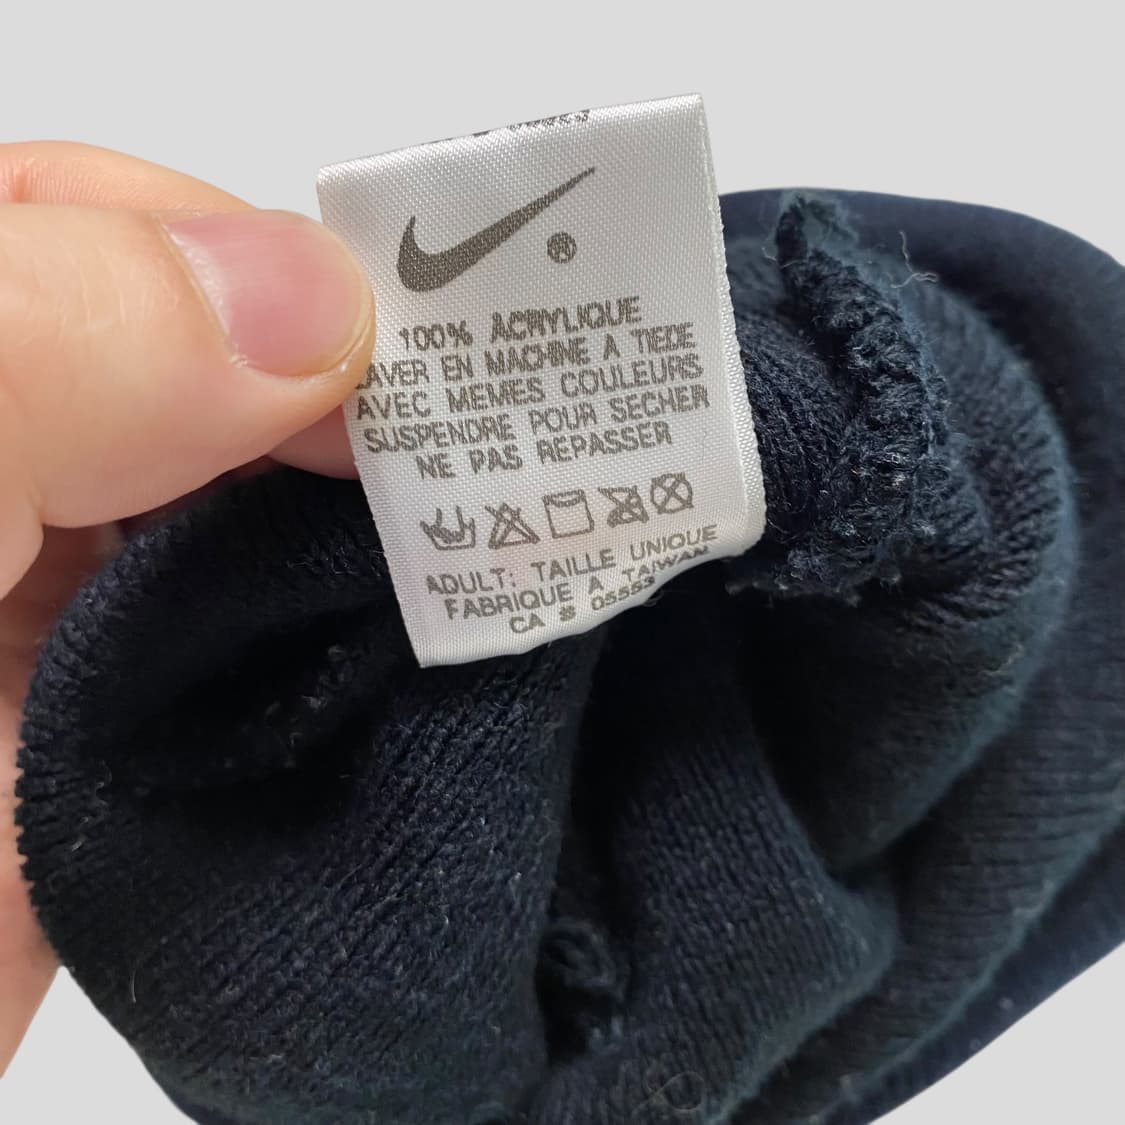 ®
100% ACRYLIQUE
LAVER EN MACHINE A TIEDE
AVEC MEMES COULEURS
SUSPENDRE POUR SECHER
NE PAS REPASSER
ADULT: TAILLE UNIQUE
FABRIQUE A TAIWAN
CA S 05553